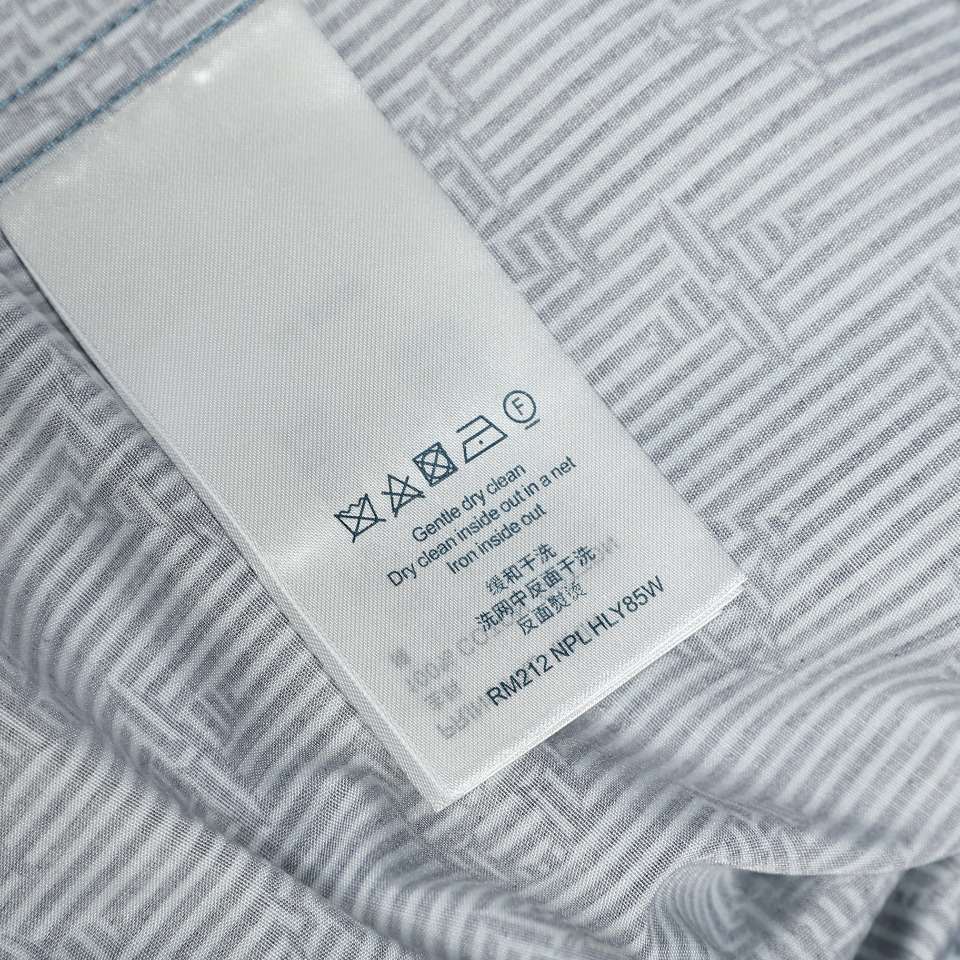 F
Gentle dry clean
Dry clean inside out in a net
Iron inside out
缓和干洗
洗网中反面干洗
反面熨烫
RM212 NPL HLY85W